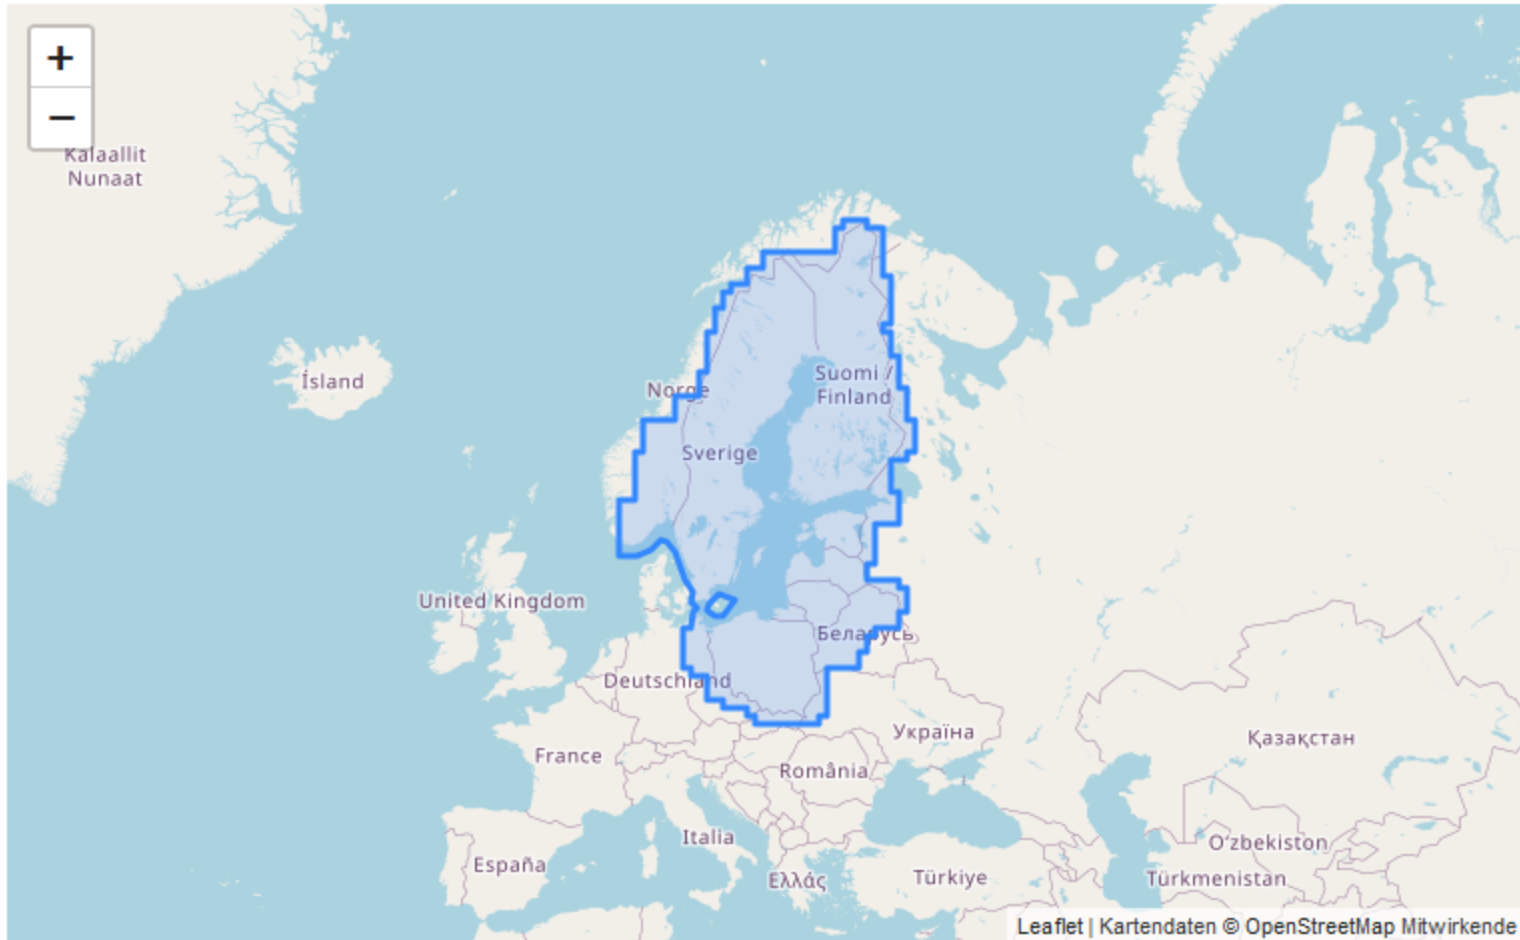 +
−
Kalaallit
Nunaat
Ísland
Norge
Suomi /
Finland
Sverige
United Kingdom
Беларусь
Deutschland
Україна
Қазақстан
France
România
Italia
O‘zbekiston
España
Ελλάς
Türkiye
Türkmenistan
Leaflet | Kartendaten © OpenStreetMap Mitwirkende